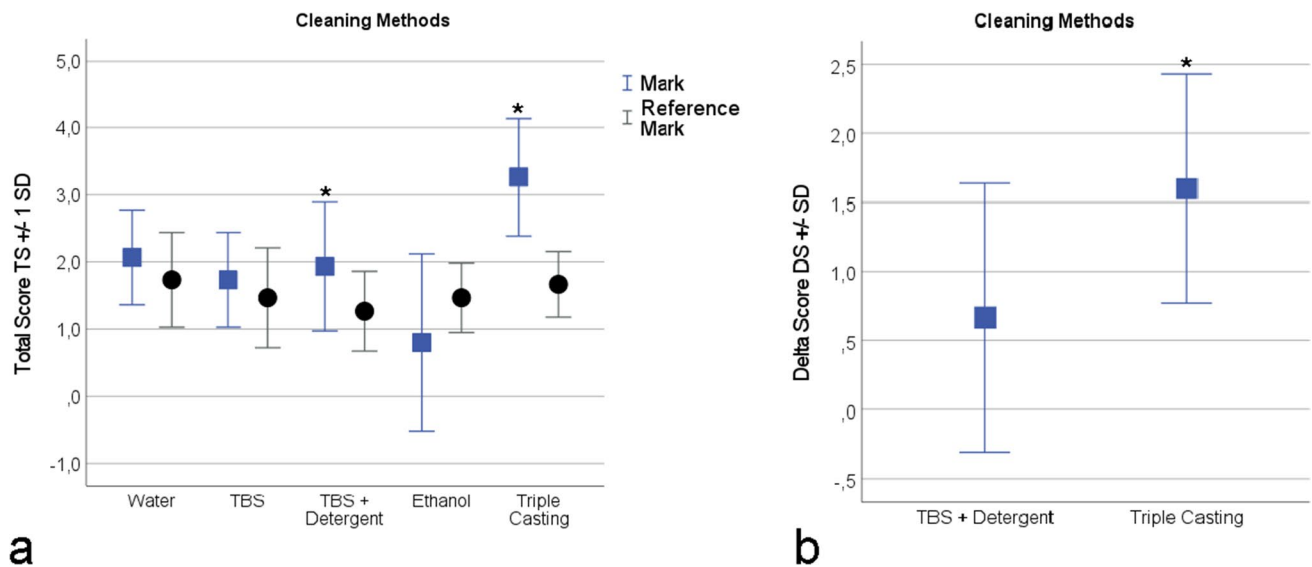 Cleaning Methods
5,0
4,0
3,0
2,0
1,0
,0
-1,0
Total Score TS +/- 1 SD
*
*
Water
TBS
TBS +
Detergent
Ethanol
Triple
Casting
Mark
Reference
Mark
a
Cleaning Methods
2,5
2,0
1,5
1,0
,5
,0
-,5
Delta Score DS +/- SD
*
TBS + Detergent
Triple Casting
b